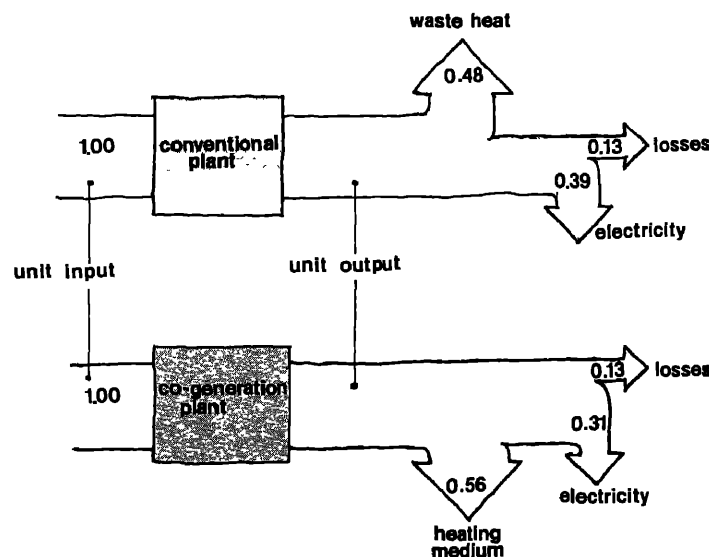 waste heat
0.48
1.00
conventional
plant
0.13
losses
0.39
electricity
unit input
unit output
1.00
co-generation
plant
0.13
losses
0.31
electricity
0.56
heating
medium